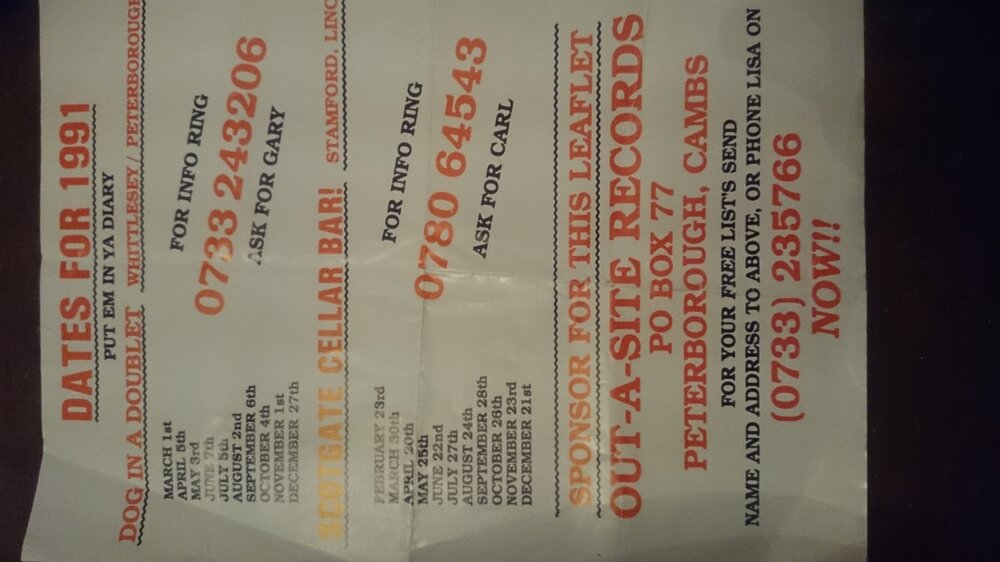 DATES FOR 1991
PUT EM IN YA DIARY
DOG IN A DOUBLET WHITTLESEY / PETERBOROUGH
MARCH 1st
APRIL 5th
MAY 3rd
JUNE 7th
JULY 5th
AUGUST 2nd
SEPTEMBER 6th
OCTOBER 4th
NOVEMBER 1st
DECEMBER 27th
FOR INFO RING
0733 243206
ASK FOR GARY
SCOTGATE CELLAR BAR! STAMFORD, LINC
FEBRUARY 23rd
MARCH 30th
APRIL 20th
MAY 25th
JUNE 22nd
JULY 27th
AUGUST 24th
SEPTEMBER 28th
OCTOBER 26th
NOVEMBER 23rd
DECEMBER 21st
FOR INFO RING
0780 64543
ASK FOR CARL
SPONSOR FOR THIS LEAFLET
OUT-A-SITE RECORDS
PO BOX 77
PETERBOROUGH, CAMBS
FOR YOUR FREE LIST'S SEND
NAME AND ADDRESS TO ABOVE, OR PHONE LISA ON
(0733) 235766
NOW!!